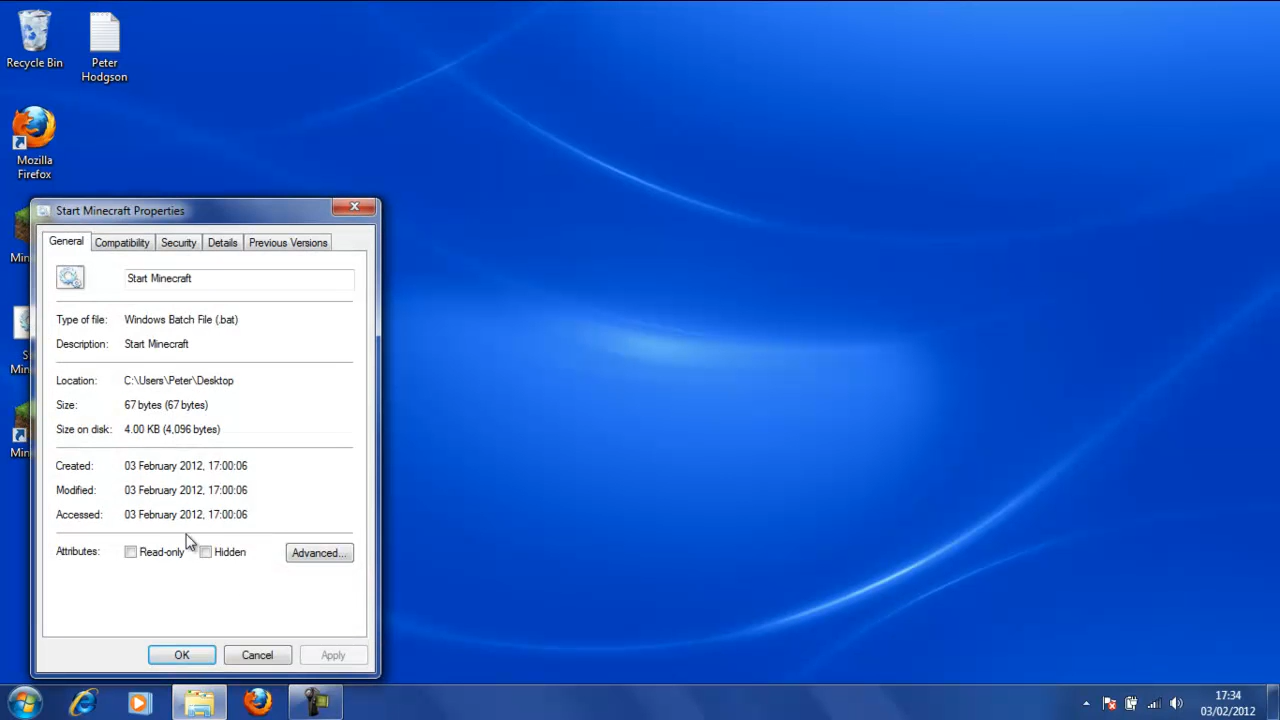 Recycle Bin
Peter
Hodgson
Mozilla
Firefox
Start Minecraft Properties
General
Compatibility
Security
Details
Previous Versions
Start Minecraft
Type of file: Windows Batch File (.bat)
Description: Start Minecraft
Location: C:\Users\Peter\Desktop
Size: 67 bytes (67 bytes)
Size on disk: 4.00 KB (4,096 bytes)
Created: 03 February 2012, 17:00:06
Modified: 03 February 2012, 17:00:06
Accessed: 03 February 2012, 17:00:06
Attributes: Read-only Hidden Advanced...
OK Cancel Apply
Min
S
Min
Min
17:34
03/02/2012